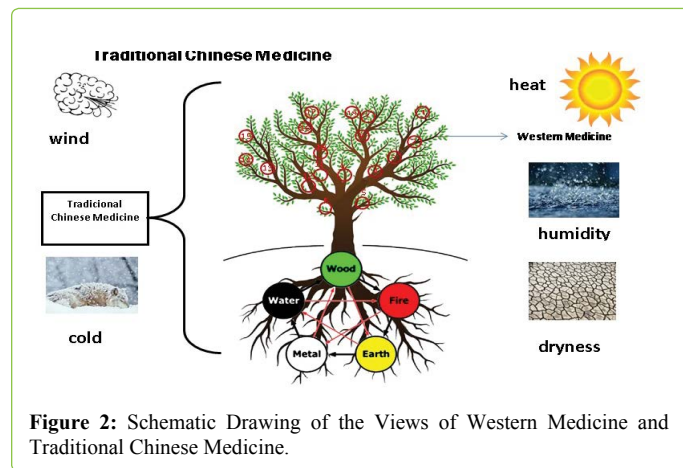 Traditional Chinese Medicine
heat
wind
Western Medicine
Tradicional
Chinese Medicine
humidity
Wood
Water
Fire
cold
Metal
Earth
dryness
Figure 2: Schematic Drawing of the Views of Western Medicine and
Traditional Chinese Medicine.